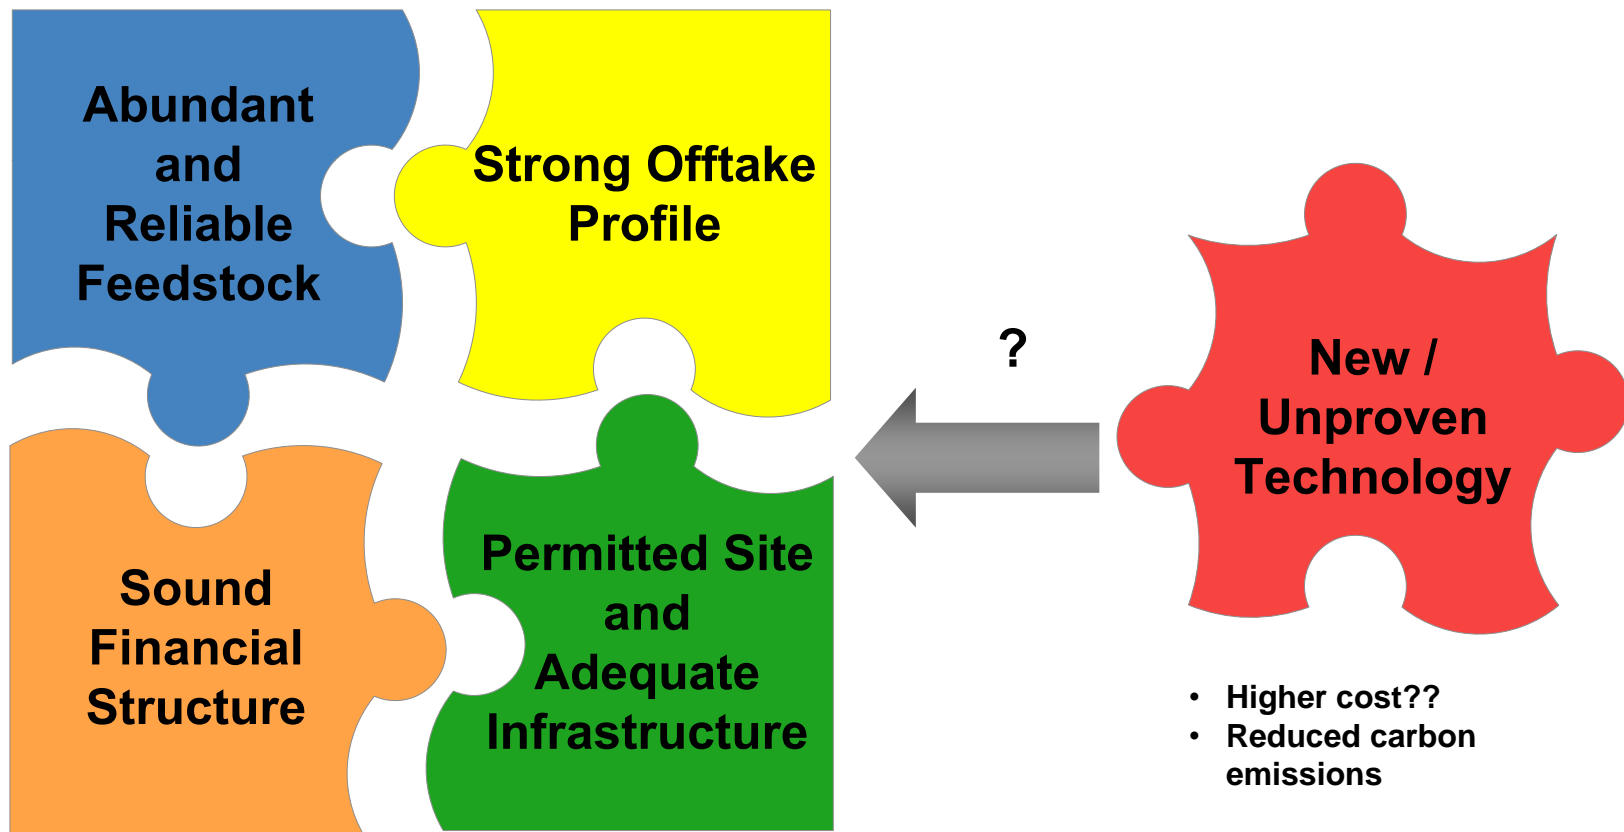 Abundant
and
Reliable
Feedstock
Strong Offtake
Profile
Sound
Financial
Structure
Permitted Site
and
Adequate
Infrastructure
?
New /
Unproven
Technology
• Higher cost??
• Reduced carbon
emissions